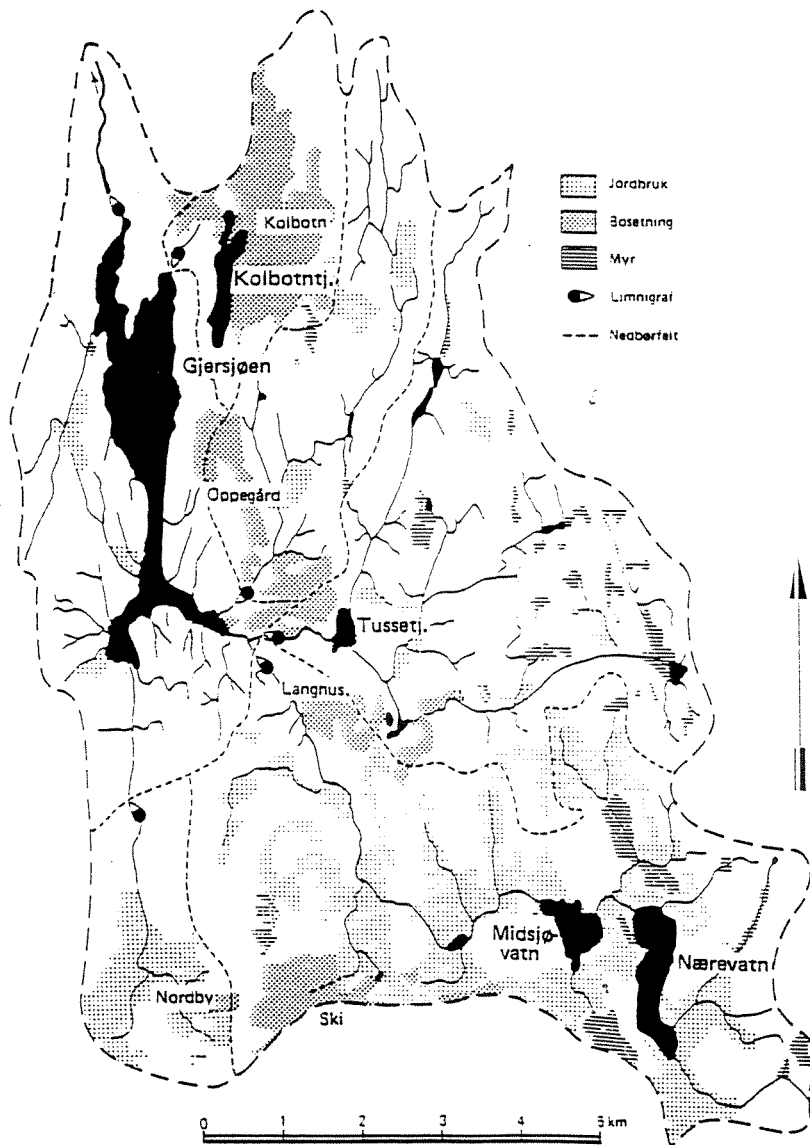 Jordbruk
Bosetning
Myr
Limnigraf
Nedbørfelt
Kolbotn
Kolbotntj.
Gjersjøen
Oppegård
Tussetj.
Langhus.
Midsjø-
vatn
Nærevatn
Nordby
Ski
0 1 2 3 4 5 km